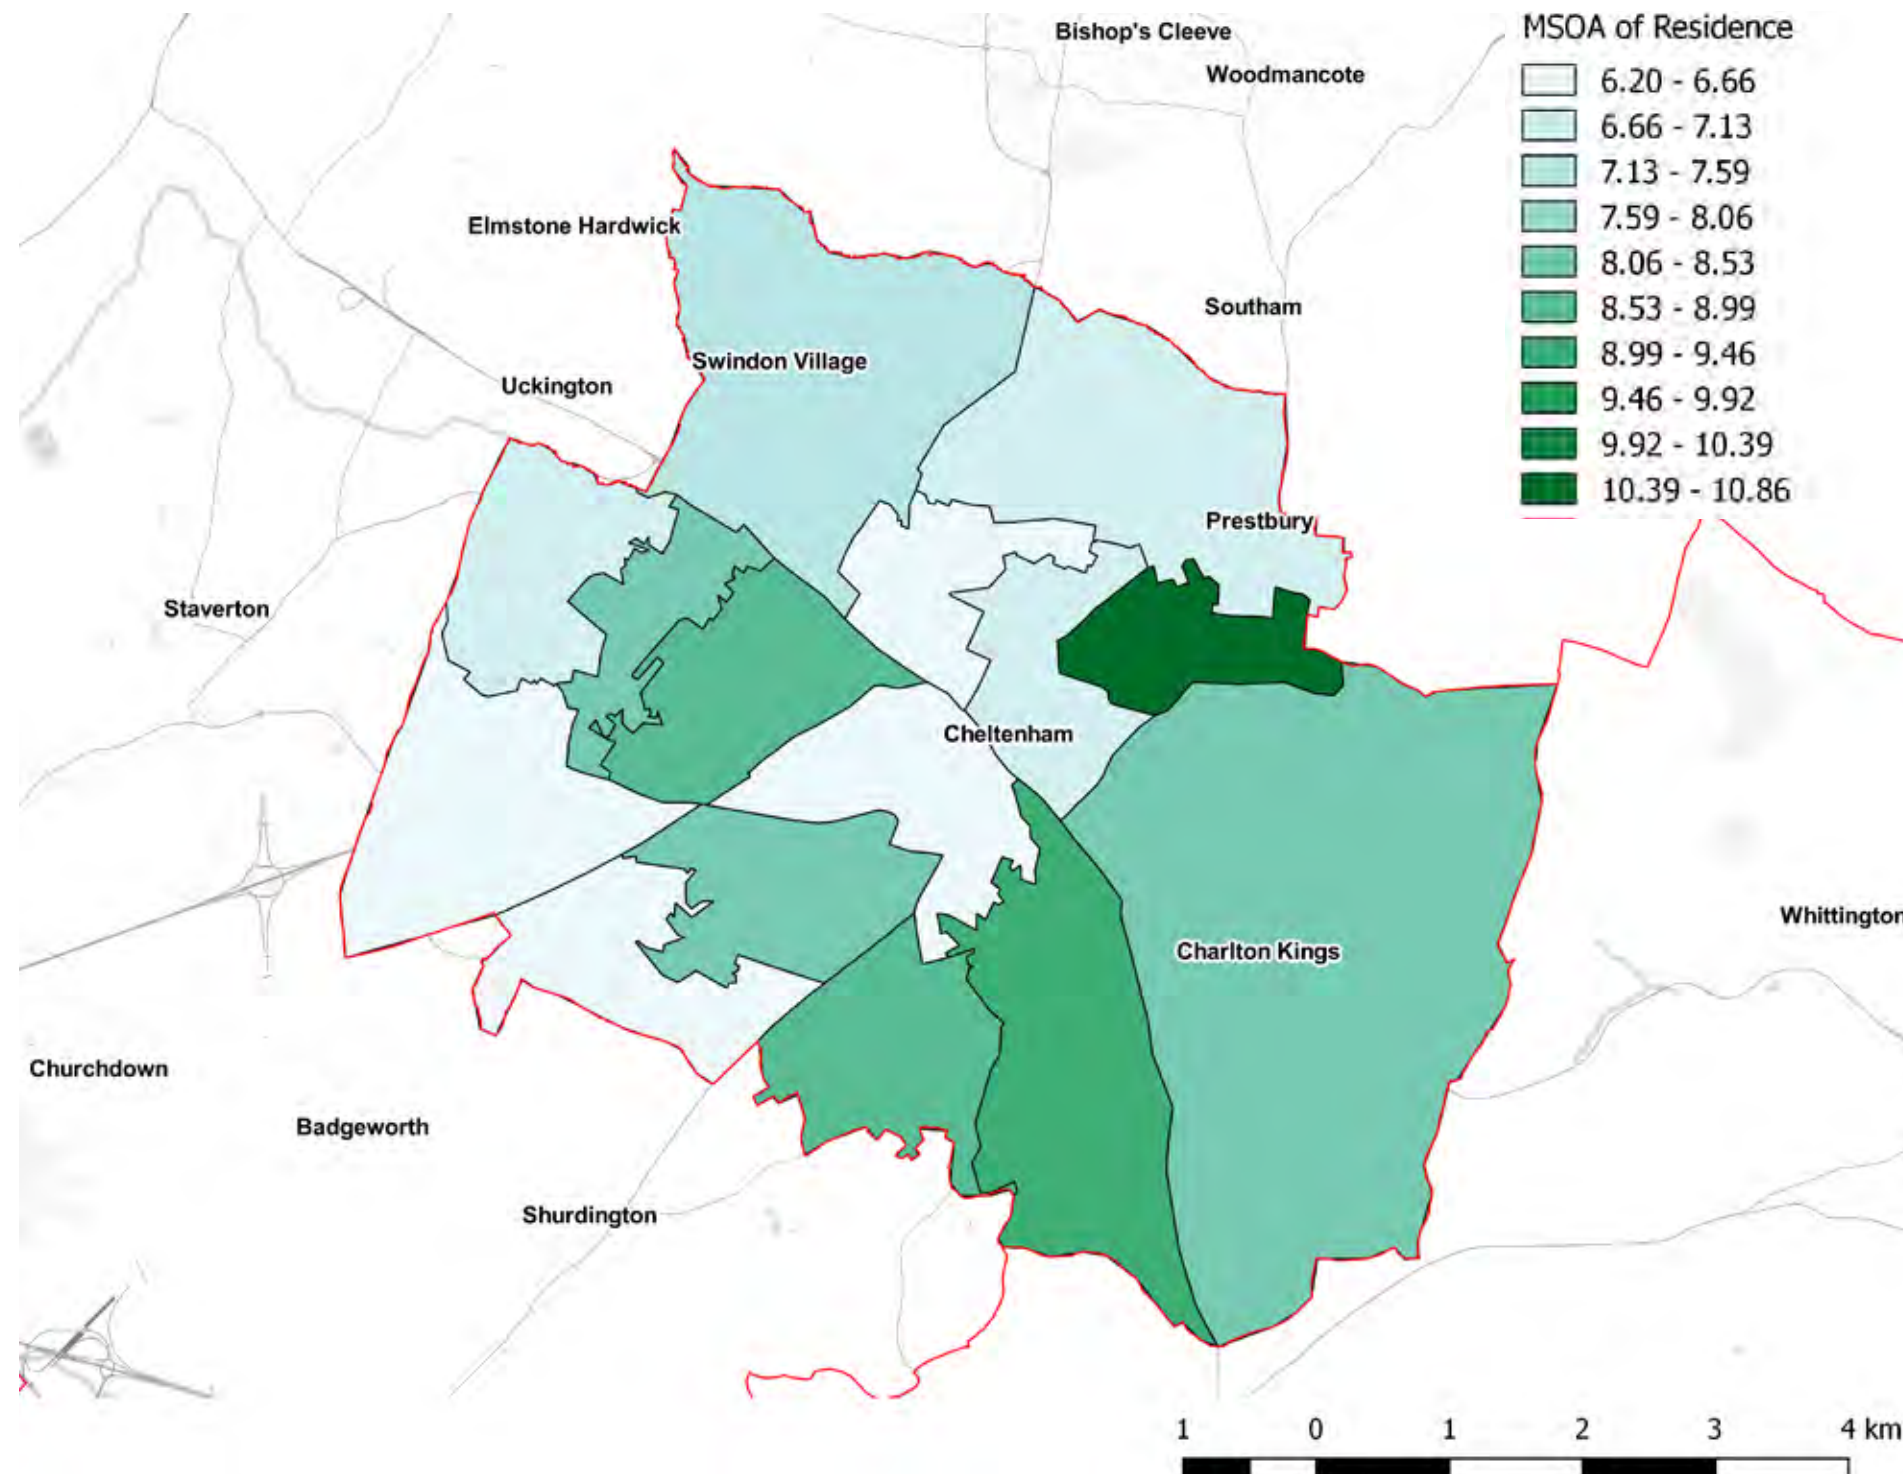 MSOA of Residence
6.20 - 6.66
6.66 - 7.13
7.13 - 7.59
7.59 - 8.06
8.06 - 8.53
8.53 - 8.99
8.99 - 9.46
9.46 - 9.92
9.92 - 10.39
10.39 - 10.86
Bishop's Cleeve
Woodmancote
Elmstone Hardwick
Southam
Swindon Village
Uckington
Prestbury
Staverton
Cheltenham
Whittington
Charlton Kings
Churchdown
Badgeworth
Shurdington
1 0 1 2 3 4 km